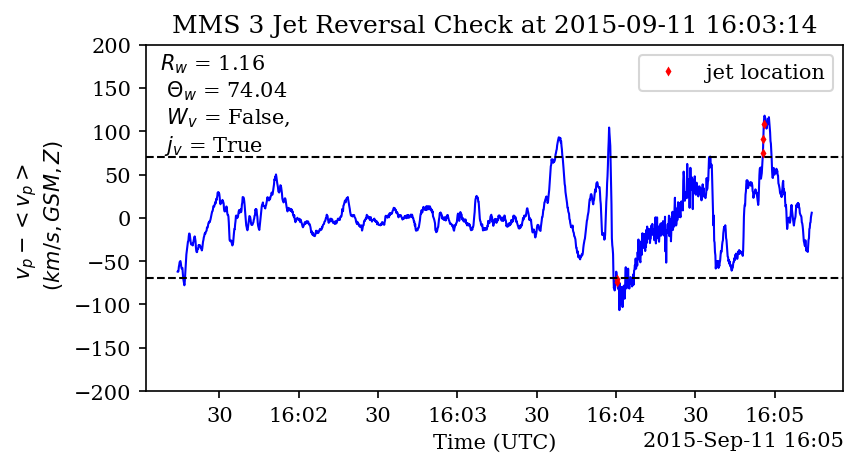 MMS 3 Jet Reversal Check at 2015-09-11 16:03:14
R_w = 1.16
Θ_w = 74.04
W_v = False,
j_v = True
jet location
200
150
100
50
0
−50
−100
−150
−200
v_p − <v_p>
(km/s, GSM, Z)
30 16:02 30 16:03 30 16:04 30 16:05
Time (UTC)
2015-Sep-11 16:05